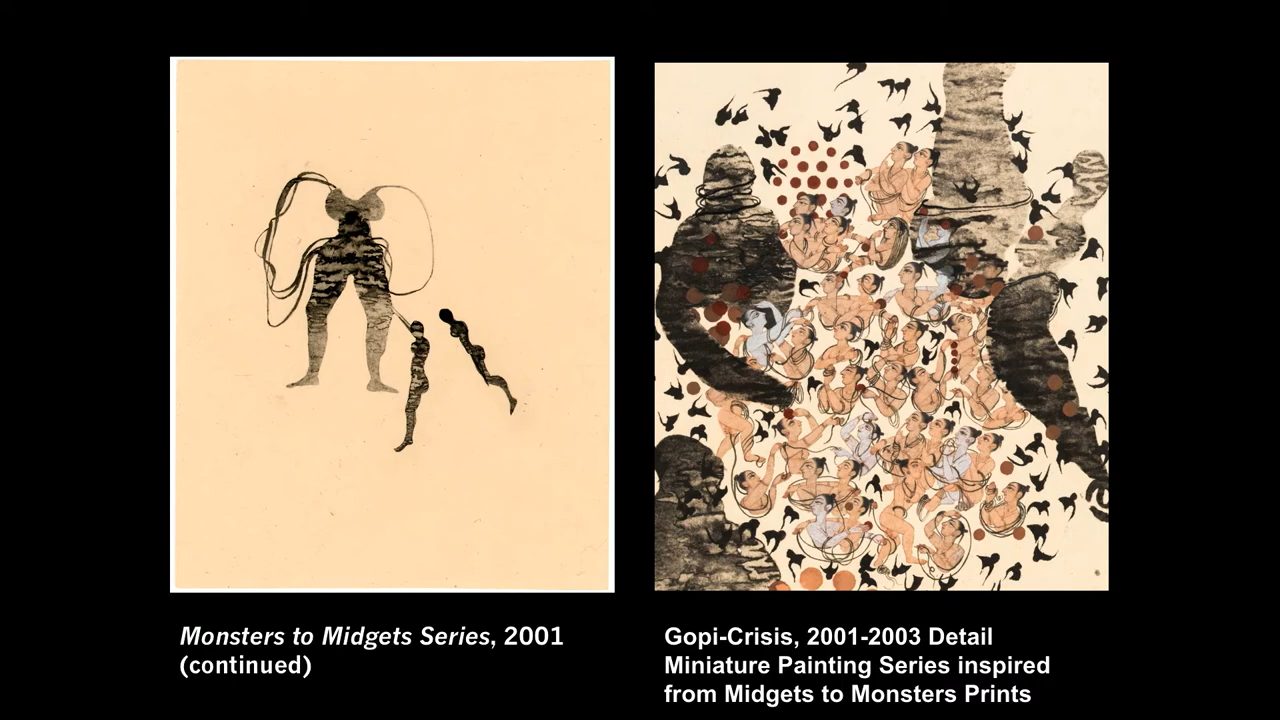 Monsters to Midgets Series, 2001
(continued)
Gopi-Crisis, 2001-2003 Detail
Miniature Painting Series inspired
from Midgets to Monsters Prints